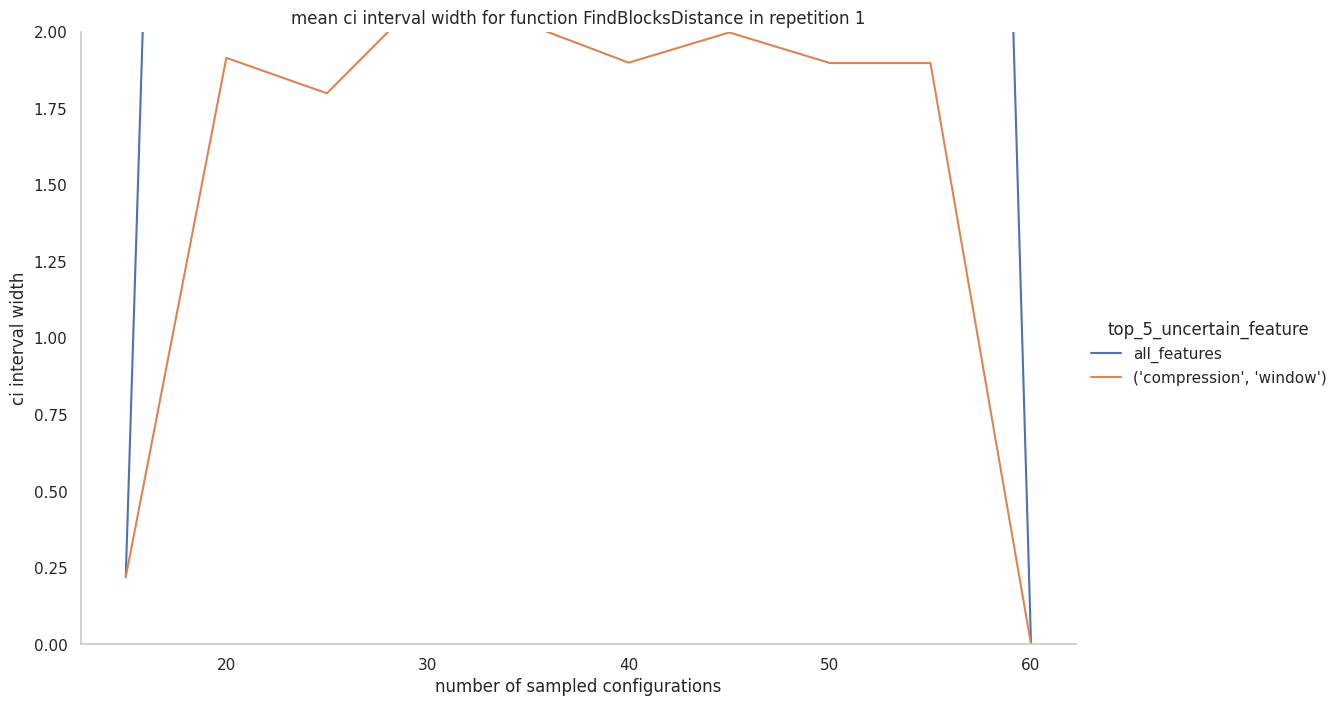 mean ci interval width for function FindBlocksDistance in repetition 1
2.00
1.75
1.50
1.25
1.00
0.75
0.50
0.25
0.00
ci interval width
20
30
40
50
60
number of sampled configurations
top_5_uncertain_feature
all_features
('compression', 'window')